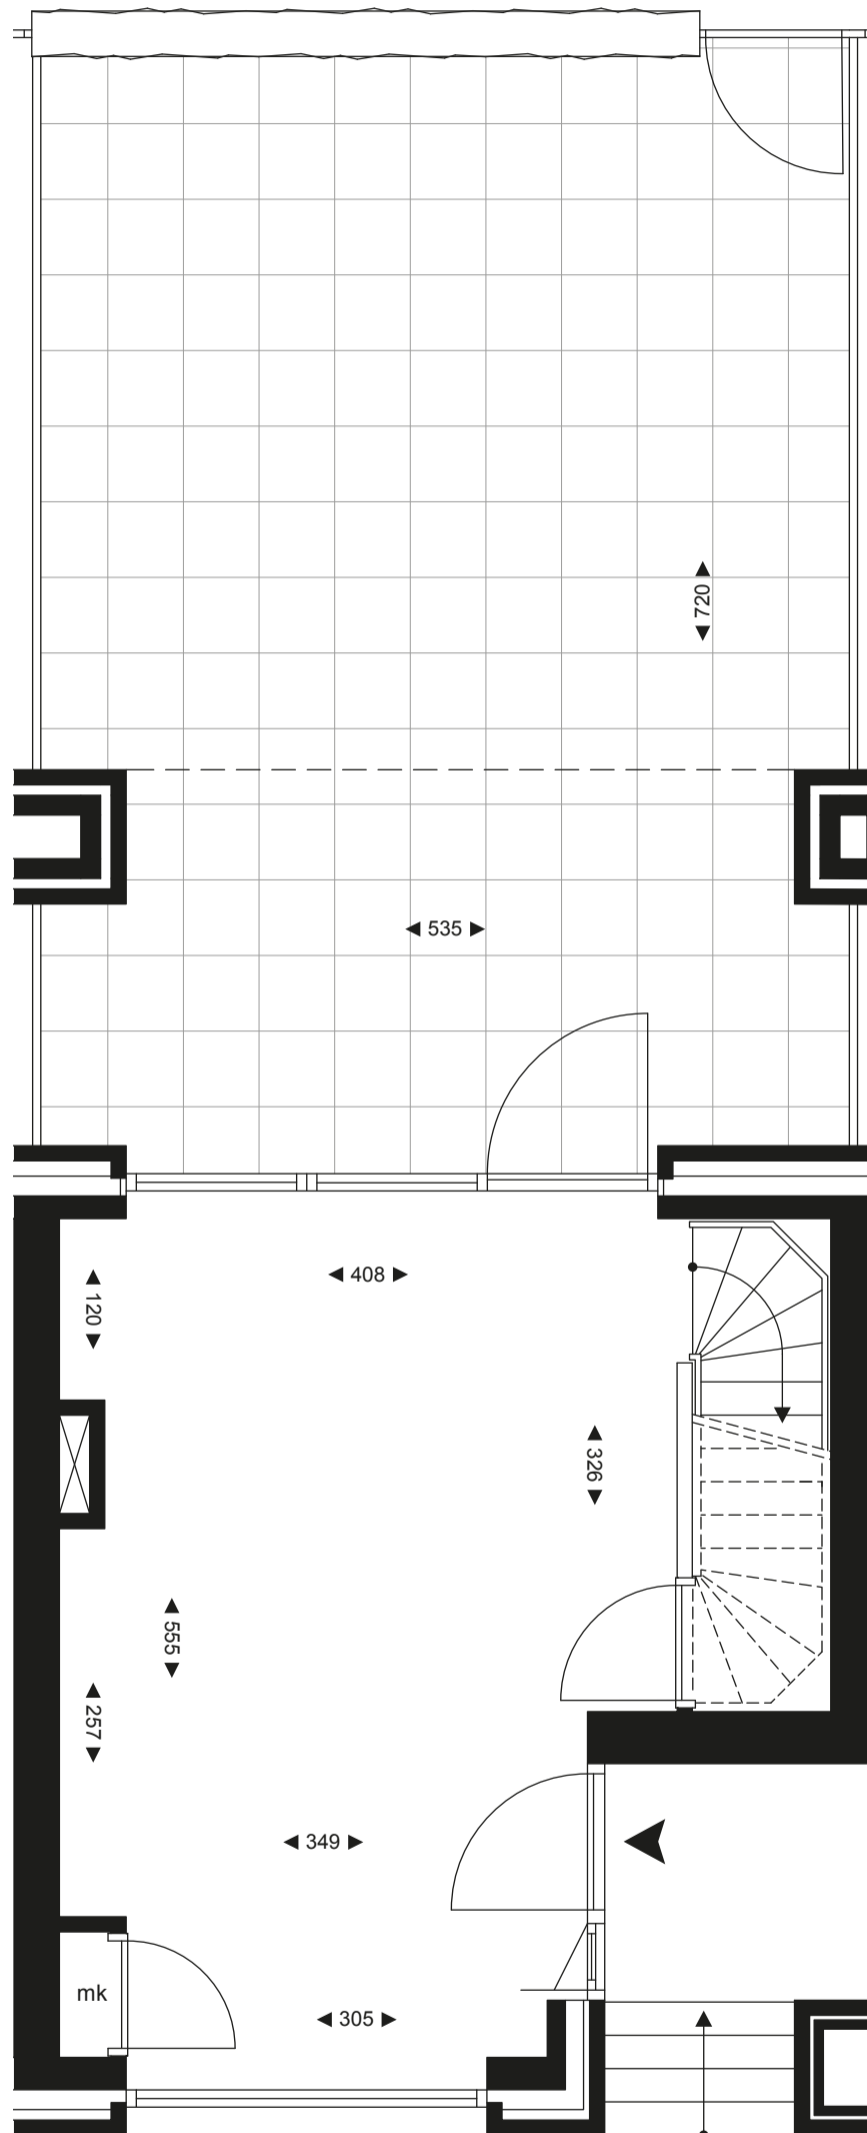 ◄ 720 ►
◄ 535 ►
◄ 408 ►
◄ 120 ►
◄ 326 ►
◄ 555 ►
◄ 257 ►
◄ 349 ►
mk
◄ 305 ►